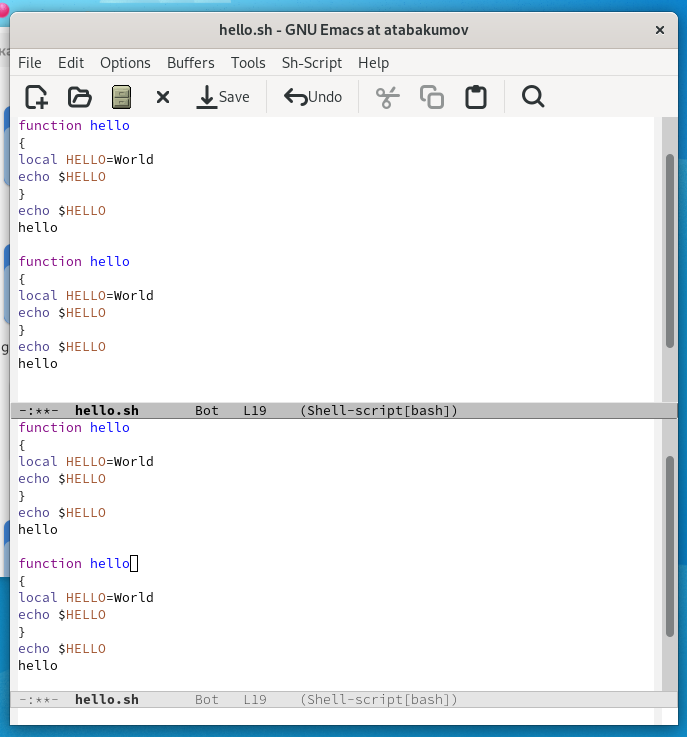 hello.sh - GNU Emacs at atabakumov
File Edit Options Buffers Tools Sh-Script Help
Save Undo
function hello
{
local HELLO=World
echo $HELLO
}
echo $HELLO
hello
function hello
{
local HELLO=World
echo $HELLO
}
echo $HELLO
hello
-:**- hello.sh Bot L19 (Shell-script[bash])
function hello
{
local HELLO=World
echo $HELLO
}
echo $HELLO
hello
function hello
{
local HELLO=World
echo $HELLO
}
echo $HELLO
hello
-:**- hello.sh Bot L19 (Shell-script[bash])